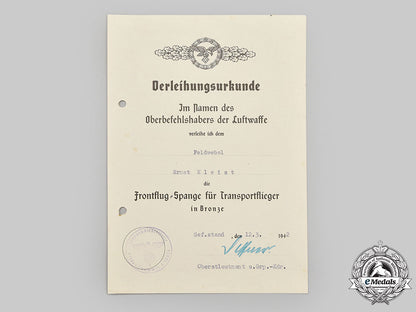 Verleihungsurkunde
Im Namen des
Oberbefehlshabers der Luftwaffe
verleihe ich dem
Feldwebel
Ernst Kleist
die
Frontflug-Spange für Transportflieger
in Bronze
Gef.stand, den 12.3. 1942
Oberstleutnant u.Grp.-Kdr.
eMedals